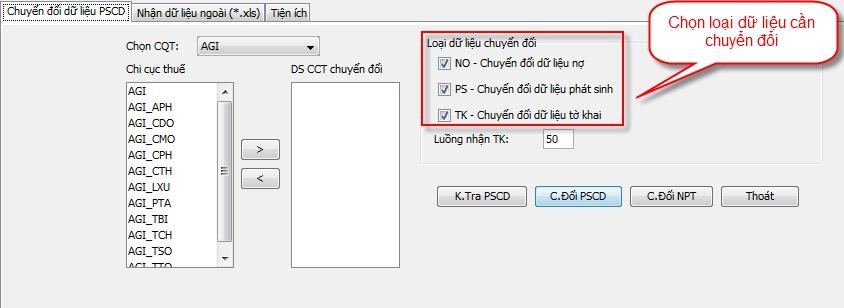 Chuyển đổi dữ liệu PSCD
Nhận dữ liệu ngoài (*.xls)
Tiện ích
Chọn CQT:
AGI
Chi cục thuế
DS CCT chuyển đổi
AGI
AGI_APH
AGI_CDO
AGI_CMO
AGI_CPH
AGI_CTH
AGI_LXU
AGI_PTA
AGI_TBI
AGI_TCH
AGI_TSO
AGI_TTO
>
<
Loại dữ liệu chuyển đổi
NO - Chuyển đổi dữ liệu nợ
PS - Chuyển đổi dữ liệu phát sinh
TK - Chuyển đổi dữ liệu tờ khai
Luồng nhận TK:
50
K.Tra PSCD
C.Đổi PSCD
C.Đổi NPT
Thoát
Chọn loại dữ liệu cần
chuyển đổi